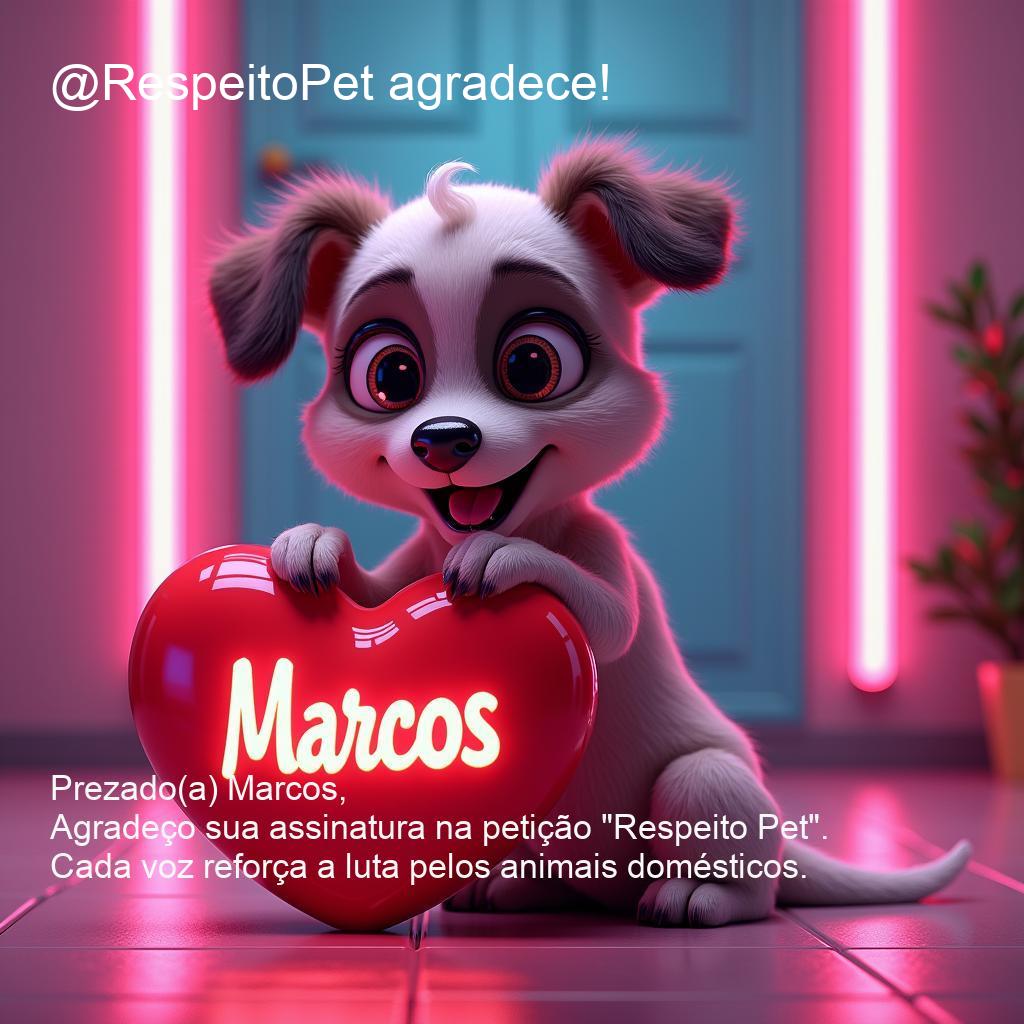 @RespeitoPet agradece!
Marcos
Prezado(a) Marcos,
Agradeço sua assinatura na petição "Respeito Pet".
Cada voz reforça a luta pelos animais domésticos.